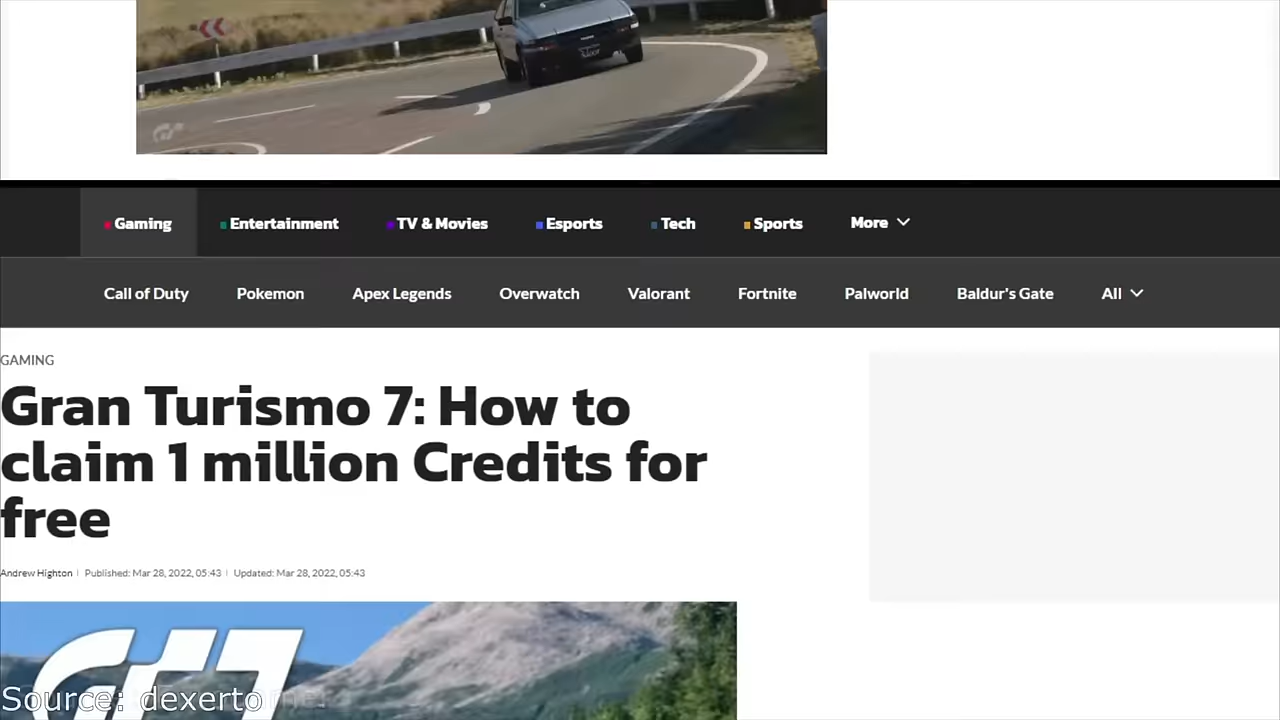 Gaming
Entertainment
TV & Movies
Esports
Tech
Sports
More
Call of Duty
Pokemon
Apex Legends
Overwatch
Valorant
Fortnite
Palworld
Baldur's Gate
All
GAMING
Gran Turismo 7: How to
claim 1 million Credits for
free
Andrew Highton | Published: Mar 28, 2022, 05:43 | Updated: Mar 28, 2022, 05:43
GT7
Source: dexerto